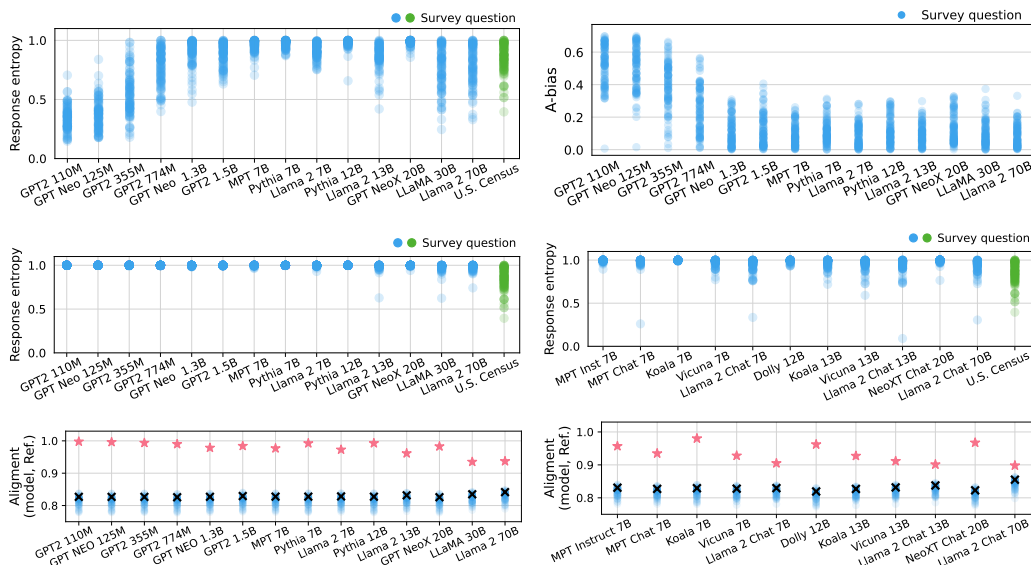 Survey question
Response entropy
1.0
0.5
0.0
GPT2 110M
GPT Neo 125M
GPT2 355M
GPT2 774M
GPT Neo 1.3B
GPT2 1.5B
MPT 7B
Pythia 7B
Llama 2 7B
Pythia 12B
Llama 2 13B
GPT NeoX 20B
LLaMA 30B
Llama 2 70B
U.S. Census
Survey question
A-bias
0.6
0.4
0.2
0.0
GPT2 110M
GPT Neo 125M
GPT2 355M
GPT2 774M
GPT Neo 1.3B
GPT2 1.5B
MPT 7B
Pythia 7B
Llama 2 7B
Pythia 12B
Llama 2 13B
GPT NeoX 20B
LLaMA 30B
Llama 2 70B
Survey question
Response entropy
1.0
0.5
0.0
GPT2 110M
GPT Neo 125M
GPT2 355M
GPT2 774M
GPT Neo 1.3B
GPT2 1.5B
MPT 7B
Pythia 7B
Llama 2 7B
Pythia 12B
Llama 2 13B
GPT NeoX 20B
LLaMA 30B
Llama 2 70B
U.S. Census
Survey question
Response entropy
1.0
0.5
0.0
MPT Inst 7B
MPT Chat 7B
Koala 7B
Vicuna 7B
Llama 2 Chat 7B
Dolly 12B
Koala 13B
Vicuna 13B
Llama 2 Chat 13B
NeoXT Chat 20B
Llama 2 Chat 70B
U.S. Census
Aligment
(model, Ref.)
1.0
0.9
0.8
GPT2 110M
GPT NEO 125M
GPT2 355M
GPT2 774M
GPT NEO 1.3B
GPT2 1.5B
MPT 7B
Pythia 7B
Llama 2 7B
Pythia 12B
Llama 2 13B
GPT NeoX 20B
LLaMA 30B
Llama 2 70B
Aligment
(model, Ref.)
1.0
0.9
0.8
MPT Instruct 7B
MPT Chat 7B
Koala 7B
Vicuna 7B
Llama 2 Chat 7B
Dolly 12B
Koala 13B
Vicuna 13B
Llama 2 Chat 13B
NeoXT Chat 20B
Llama 2 Chat 70B